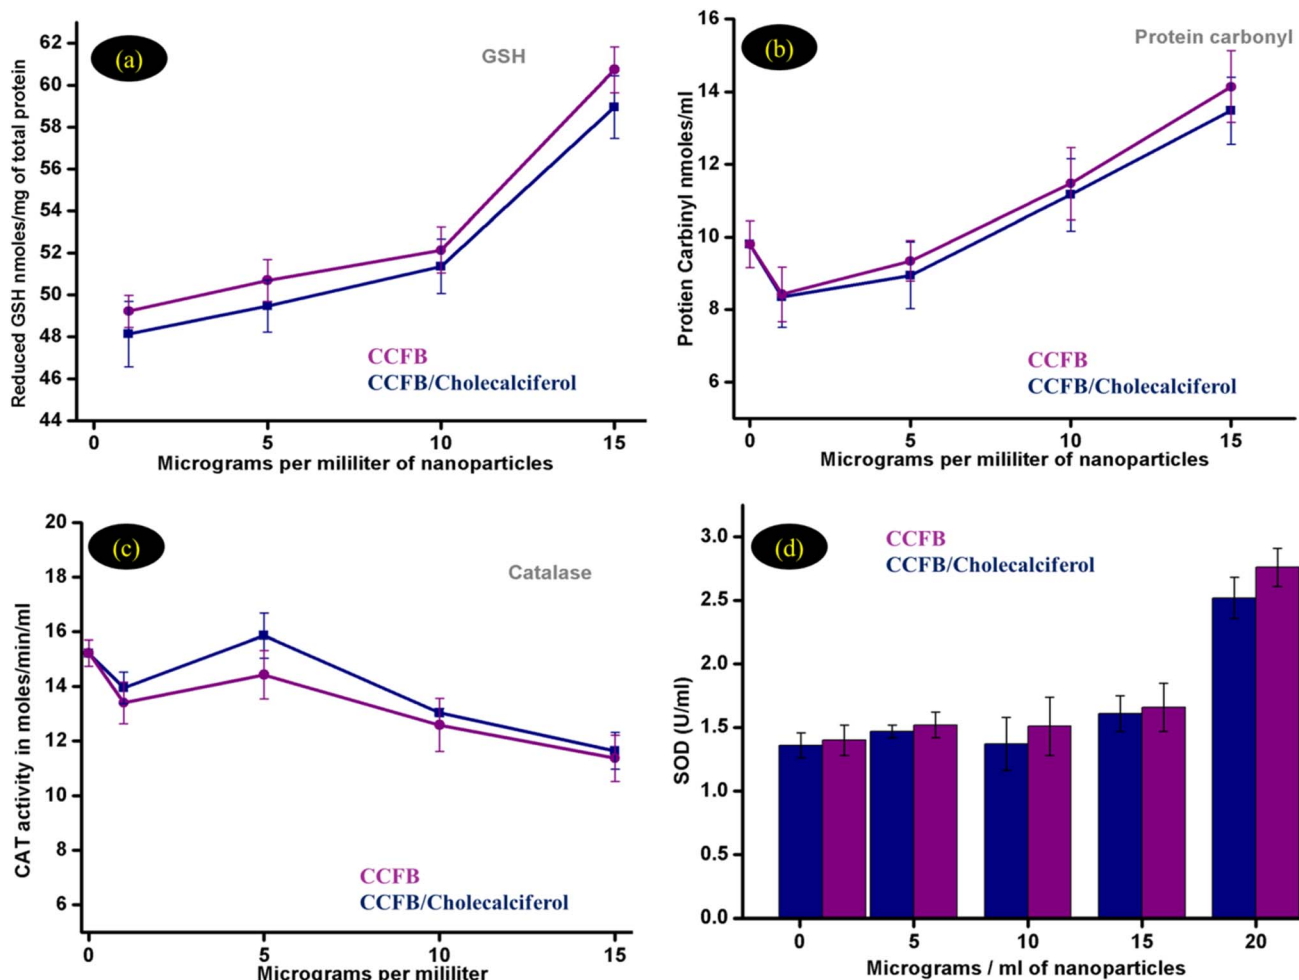 (a)
GSH
Reduced GSH nmoles/mg of total protein
62
60
58
56
54
52
50
48
46
44
CCFB
CCFB/Cholecalciferol
0 5 10 15
Micrograms per mililiter of nanoparticles
(b)
Protein carbonyl
Protien Carbinyl nmoles/ml
16
14
12
10
8
6
CCFB
CCFB/Cholecalciferol
0 5 10 15
Micrograms per mililiter of nanoparticles
(c)
Catalase
CAT activity in moles/min/ml
20
18
16
14
12
10
8
6
CCFB
CCFB/Cholecalciferol
0 5 10 15
Micrograms per mililiter
(d)
CCFB
CCFB/Cholecalciferol
SOD (U/ml)
3.0
2.5
2.0
1.5
1.0
0.5
0.0
0 5 10 15 20
Micrograms / ml of nanoparticles